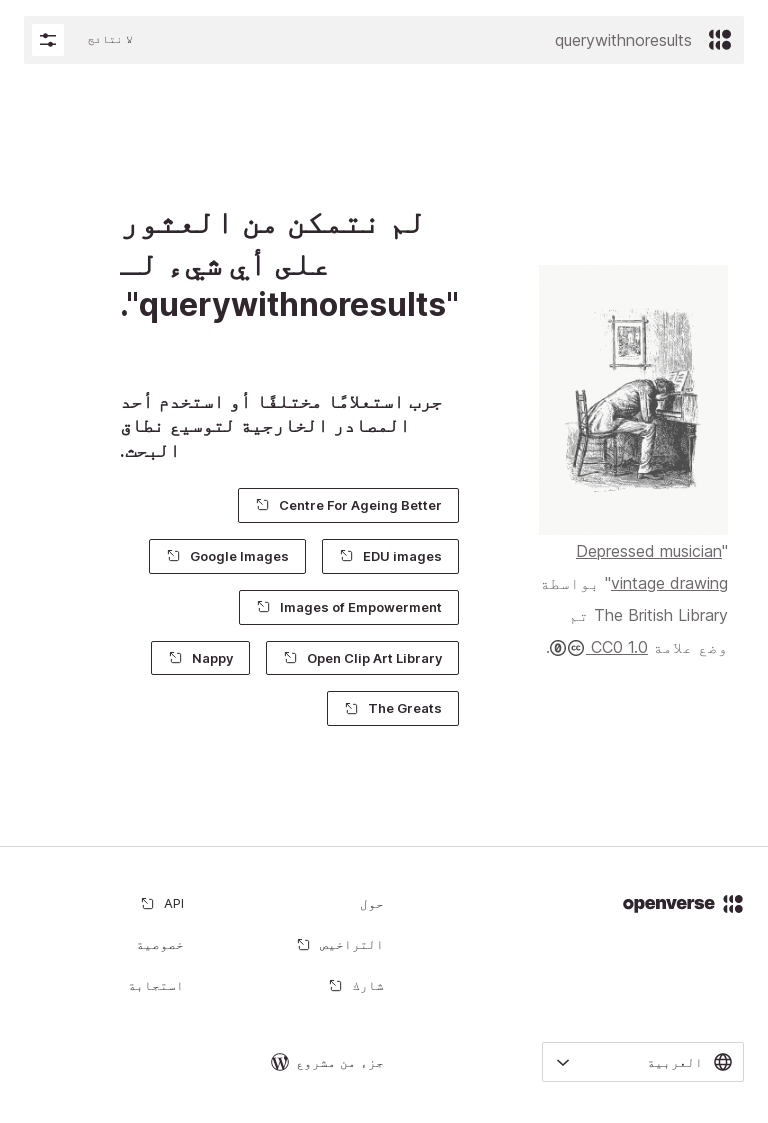 querywithnoresults
لا نتائج
لم نتمكن من العثور
على أي شيء لـ
"querywithnoresults".
جرب استعلامًا مختلفًا أو استخدم أحد
المصادر الخارجية لتوسيع نطاق
البحث.
Centre For Ageing Better
EDU images
Google Images
Images of Empowerment
Open Clip Art Library
Nappy
The Greats
"Depressed musician
vintage drawing" بواسطة
The British Library تم
وضع علامة CC0 1.0.
openverse
حول
API
التراخيص
خصوصية
شارك
استجابة
العربية
جزء من مشروع